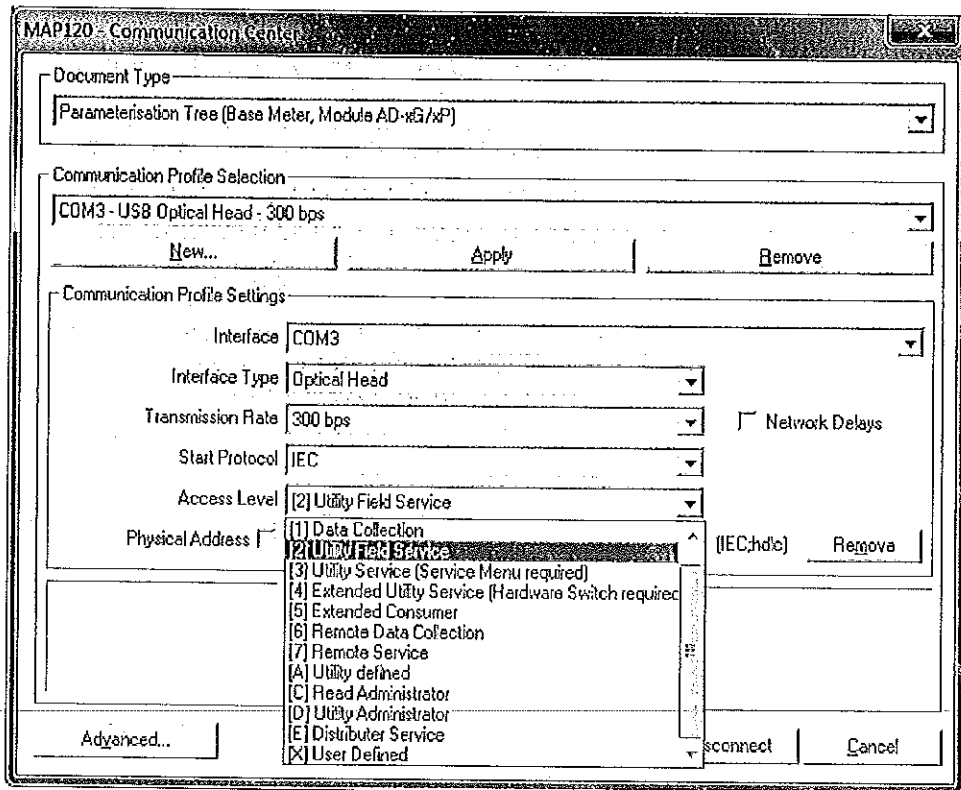 MAP120 - Communication Center
Document Type
Parameterisation Tree (Base Meter, Module AD-xG/xP)
Communication Profile Selection
COM3 - USB Optical Head - 300 bps
New...
Apply
Remove
Communication Profile Settings
Interface COM3
Interface Type Optical Head
Transmission Rate 300 bps
Network Delays
Start Protocol IEC
Access Level [2] Utility Field Service
Physical Address
(IEC;hdlc)
Remova
[1] Data Collection
[2] Utility Field Service
[3] Utility Service (Service Menu required)
[4] Extended Utility Service (Hardware Switch required
[5] Extended Consumer
[6] Remote Data Collection
[7] Remote Service
[A] Utility defined
[C] Read Administrator
[D] Utility Administrator
[E] Distributer Service
[X] User Defined
Advanced...
sconnect
Cancel